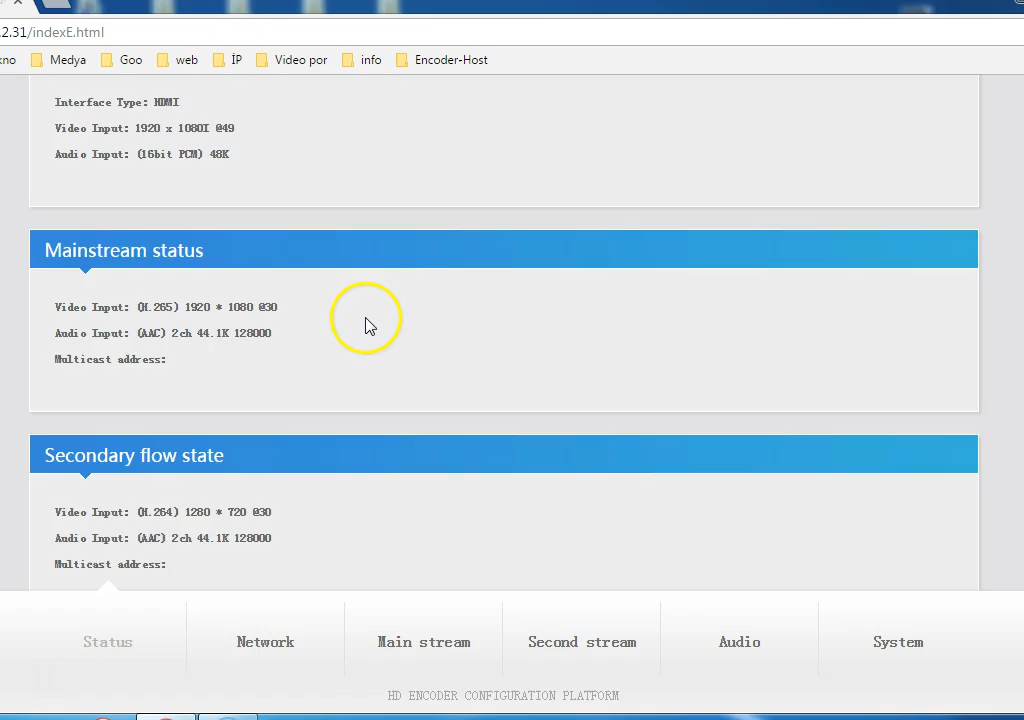 .2.31/indexE.html
kno Medya Goo web İP Video por info Encoder-Host
Interface Type: HDMI
Video Input: 1920 x 1080I @49
Audio Input: (16bit PCM) 48K
Mainstream status
Video Input: (H.265) 1920 * 1080 @30
Audio Input: (AAC) 2ch 44.1K 128000
Multicast address:
Secondary flow state
Video Input: (H.264) 1280 * 720 @30
Audio Input: (AAC) 2ch 44.1K 128000
Multicast address:
Status Network Main stream Second stream Audio System
HD ENCODER CONFIGURATION PLATFORM